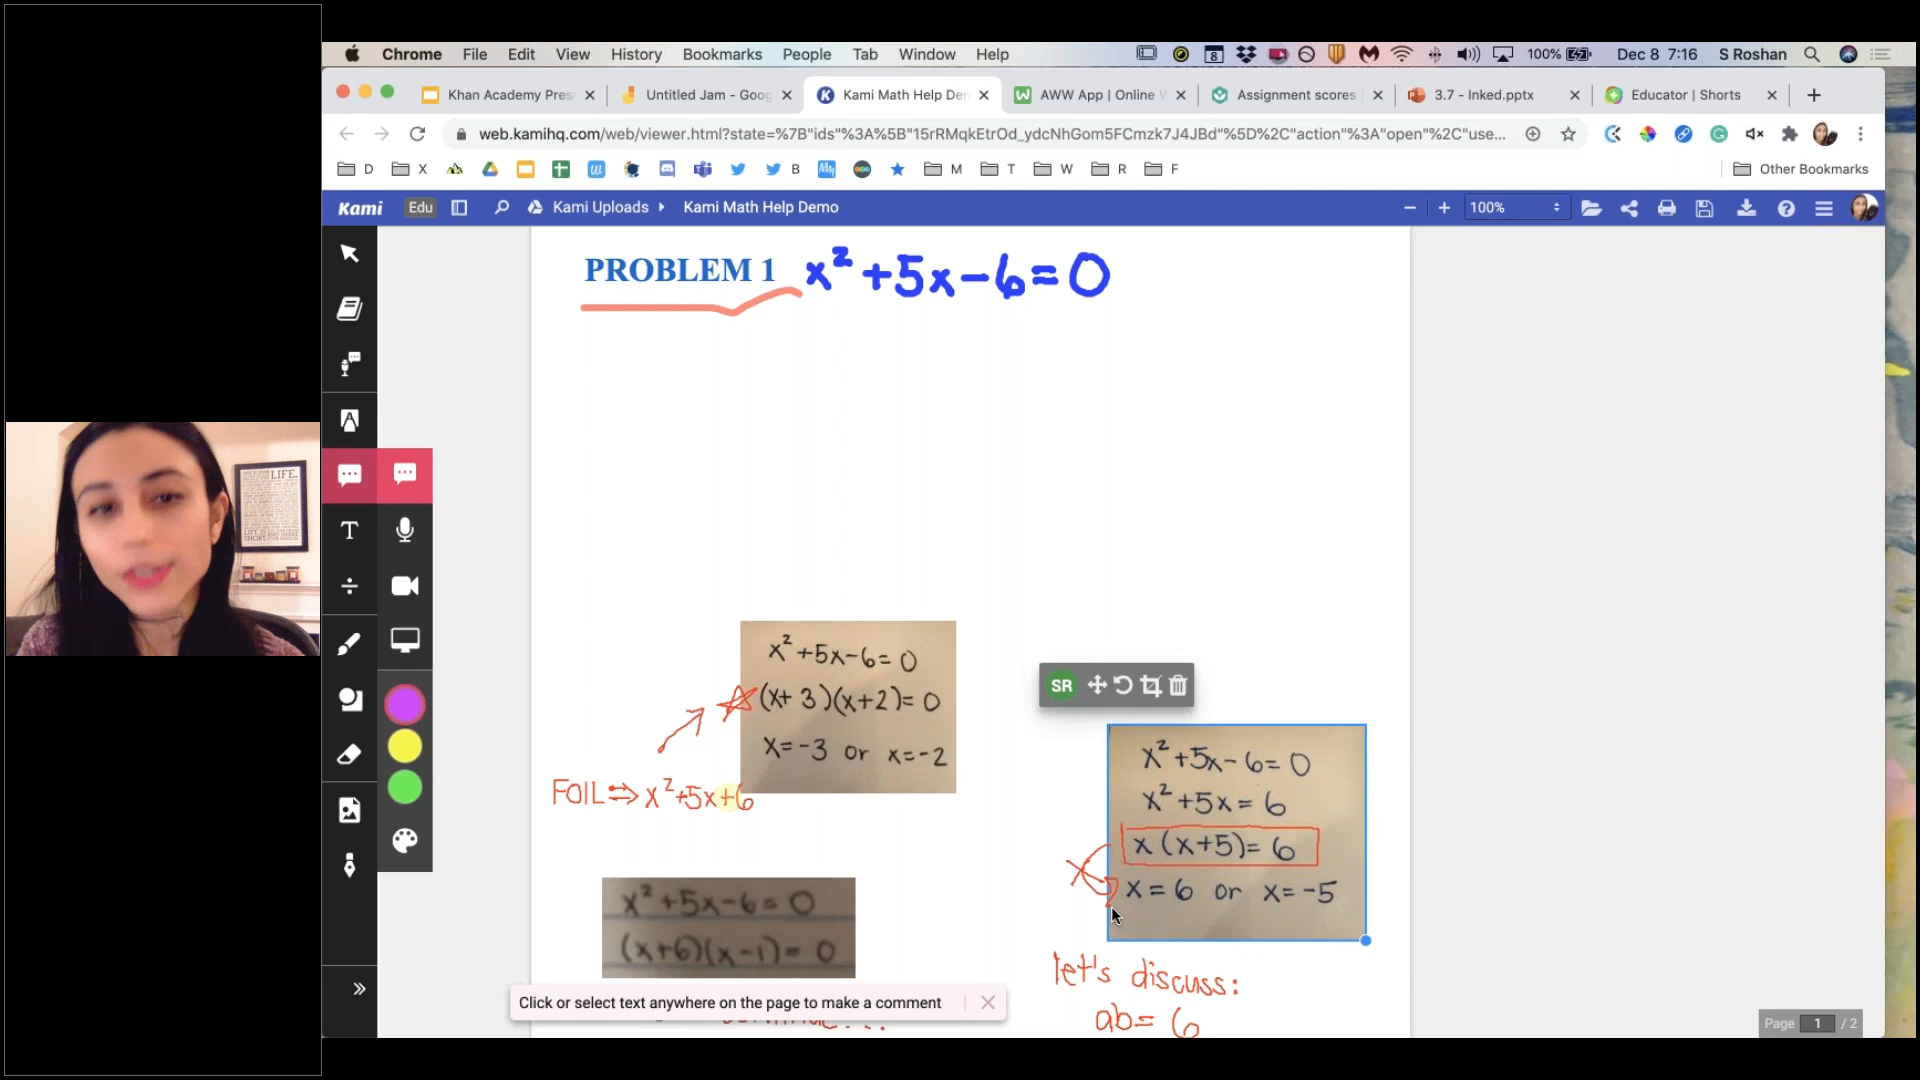 Chrome File Edit View History Bookmarks People Tab Window Help 8 100% Dec 8 7:16 S Roshan
Khan Academy Pres Untitled Jam - Goog Kami Math Help De AWW App | Online Assignment scores 3.7 - Inked.pptx Educator | Shorts
web.kamihq.com/web/viewer.html?state=%7B"ids"%3A%5B"15rRMqkEtrOd_ydcNhGom5FCmzk7J4JBd"%5D%2C"action"%3A"open"%2C"use...
D X B M T W R F Other Bookmarks
Kami Edu Kami Uploads Kami Math Help Demo 100%
PROBLEM 1 x² + 5x - 6 = 0
LIFE.
x² + 5x - 6 = 0
(x + 3)(x + 2) = 0
x = -3 or x = -2
FOIL ⇒ x² + 5x + 6
SR
x² + 5x - 6 = 0
x² + 5x = 6
x (x + 5) = 6
x = 6 or x = -5
x² + 5x - 6 = 0
(x + 6)(x - 1) = 0
let's discuss:
ab = 6
Click or select text anywhere on the page to make a comment
Page 1 / 2